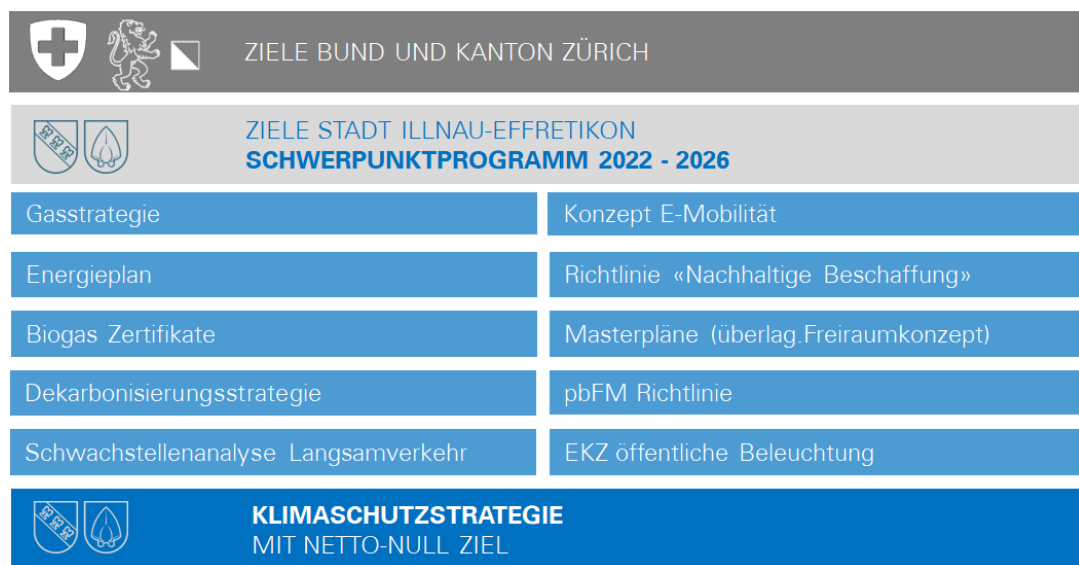 ZIELE BUND UND KANTON ZÜRICH
ZIELE STADT ILLNAU-EFFRETIKON
SCHWERPUNKTPROGRAMM 2022 - 2026
Gasstrategie
Konzept E-Mobilität
Energieplan
Richtlinie «Nachhaltige Beschaffung»
Biogas Zertifikate
Masterpläne (überlag.Freiraumkonzept)
Dekarbonisierungsstrategie
pbFM Richtlinie
Schwachstellenanalyse Langsamverkehr
EKZ öffentliche Beleuchtung
KLIMASCHUTZSTRATEGIE
MIT NETTO-NULL ZIEL